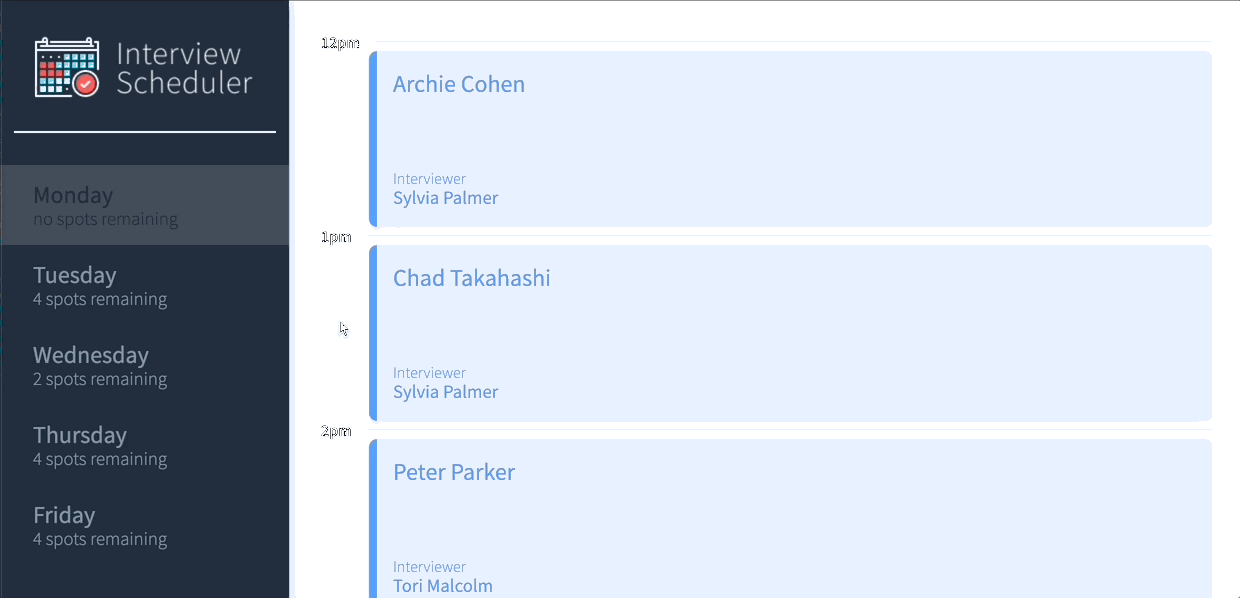 Interview
Scheduler
Monday
no spots remaining
Tuesday
4 spots remaining
Wednesday
2 spots remaining
Thursday
4 spots remaining
Friday
4 spots remaining
12pm
Archie Cohen
Interviewer
Sylvia Palmer
1pm
Chad Takahashi
Interviewer
Sylvia Palmer
2pm
Peter Parker
Interviewer
Tori Malcolm